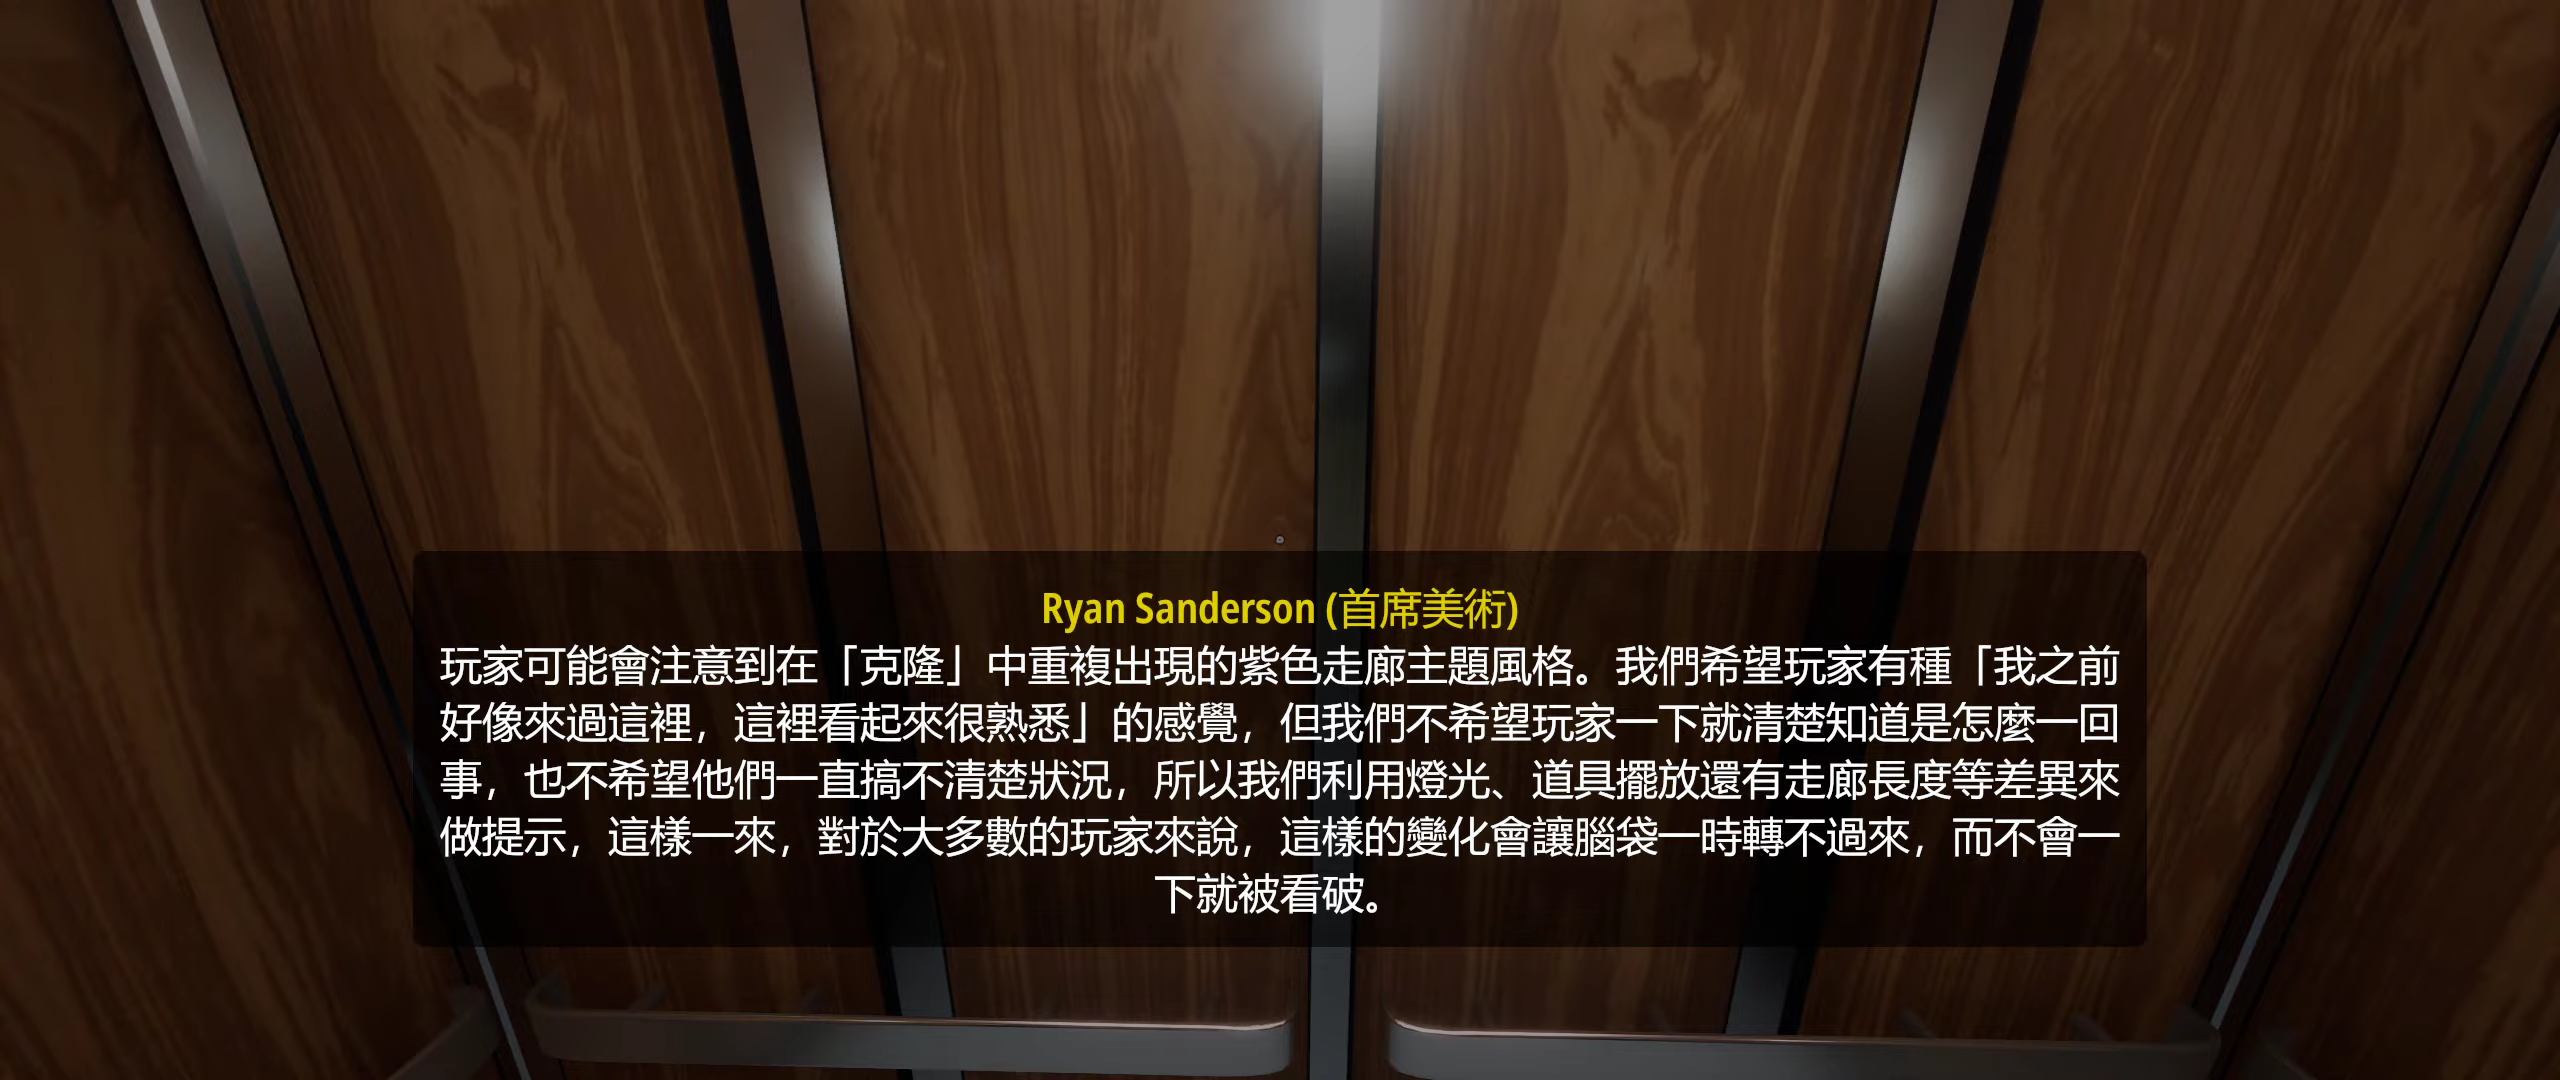 Ryan Sanderson (首席美術)
玩家可能會注意到在「克隆」中重複出現的紫色走廊主題風格。我們希望玩家有種「我之前
好像來過這裡，這裡看起來很熟悉」的感覺，但我們不希望玩家一下就清楚知道是怎麼一回
事，也不希望他們一直搞不清楚狀況，所以我們利用燈光、道具擺放還有走廊長度等差異來
做提示，這樣一來，對於大多數的玩家來說，這樣的變化會讓腦袋一時轉不過來，而不會一
下就被看破。